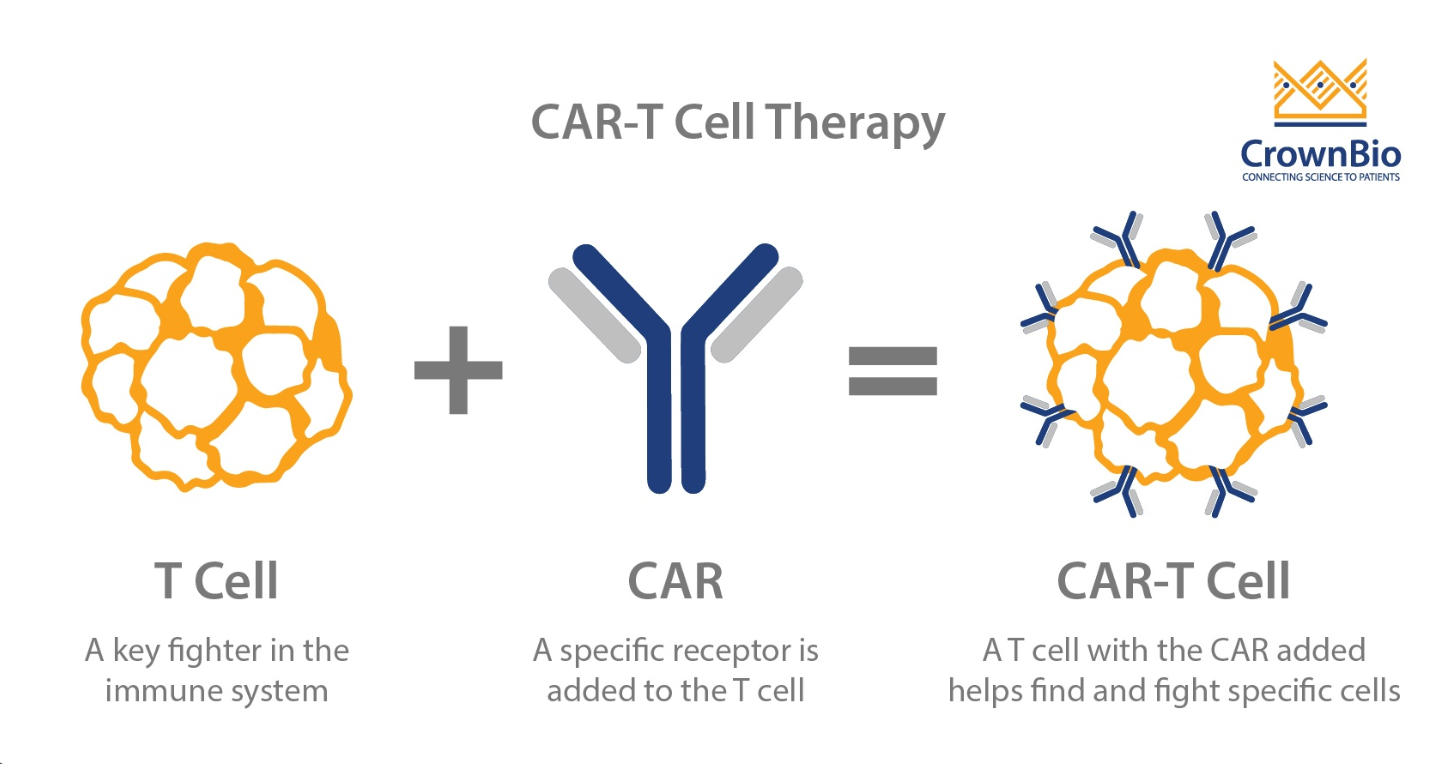 CAR-T Cell Therapy
CrownBio
CONNECTING SCIENCE TO PATIENTS
T Cell
A key fighter in the
immune system
CAR
A specific receptor is
added to the T cell
CAR-T Cell
A T cell with the CAR added
helps find and fight specific cells